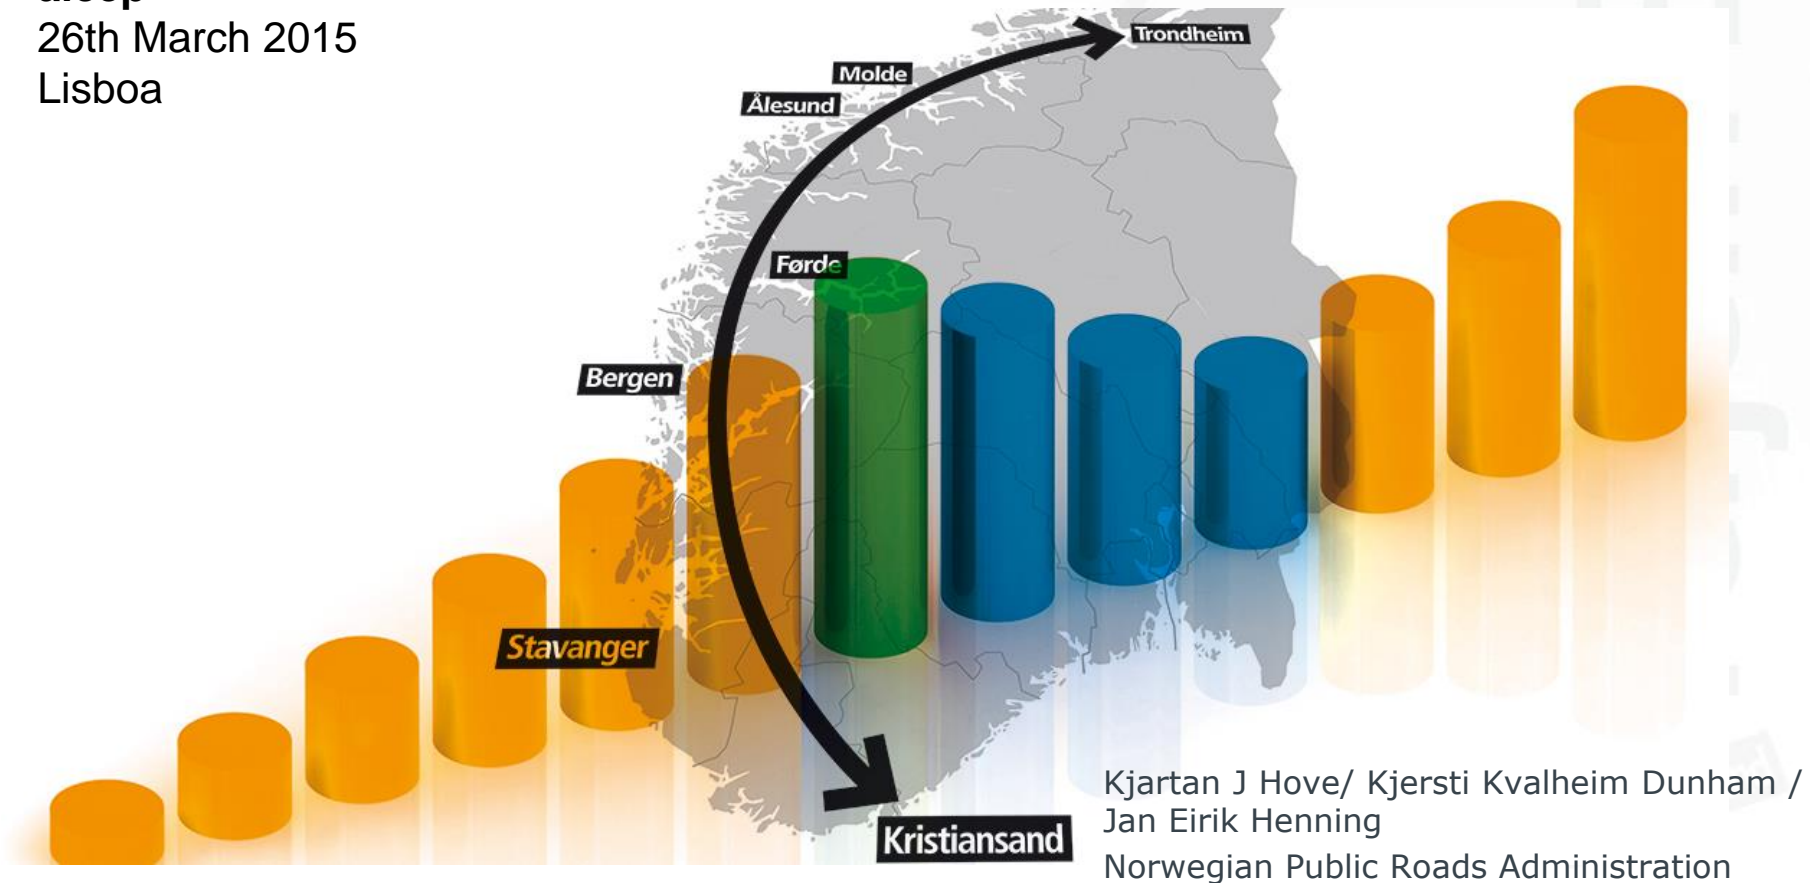 26th March 2015
Lisboa
Trondheim
Molde
Ålesund
Førde
Bergen
Stavanger
Kristiansand
Kjartan J Hove/ Kjersti Kvalheim Dunham /
Jan Eirik Henning
Norwegian Public Roads Administration